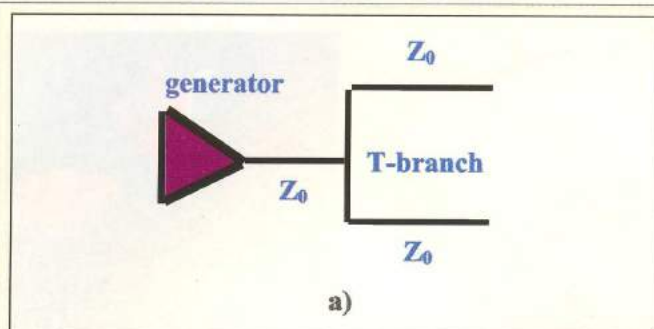 Z₀
generator
T-branch
Z₀
Z₀
a)